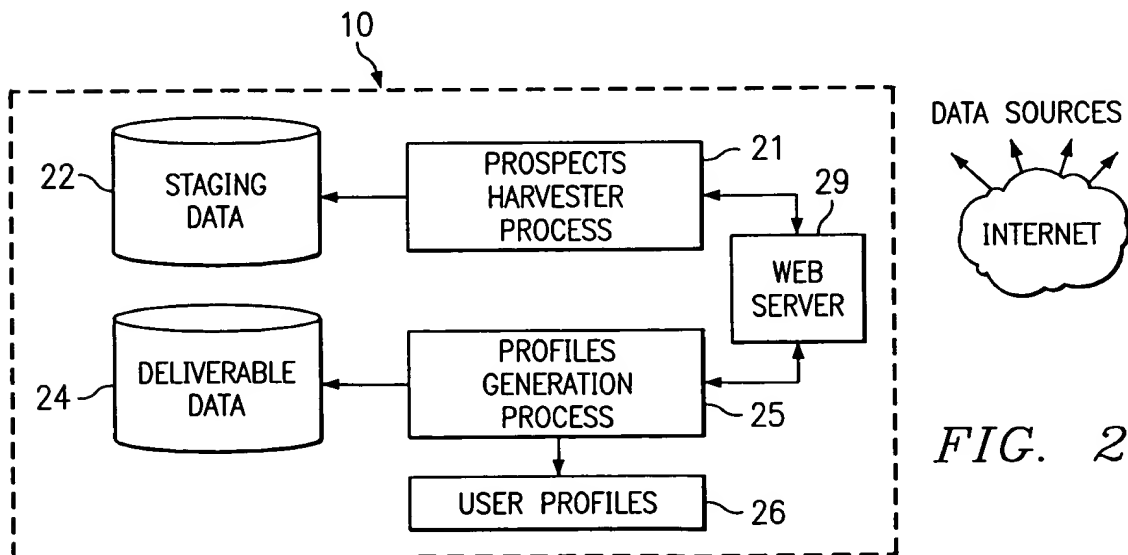 10
22
STAGING
DATA
PROSPECTS
HARVESTER
PROCESS
21
29
WEB
SERVER
DATA SOURCES
INTERNET
24
DELIVERABLE
DATA
PROFILES
GENERATION
PROCESS
25
USER PROFILES
26
FIG. 2